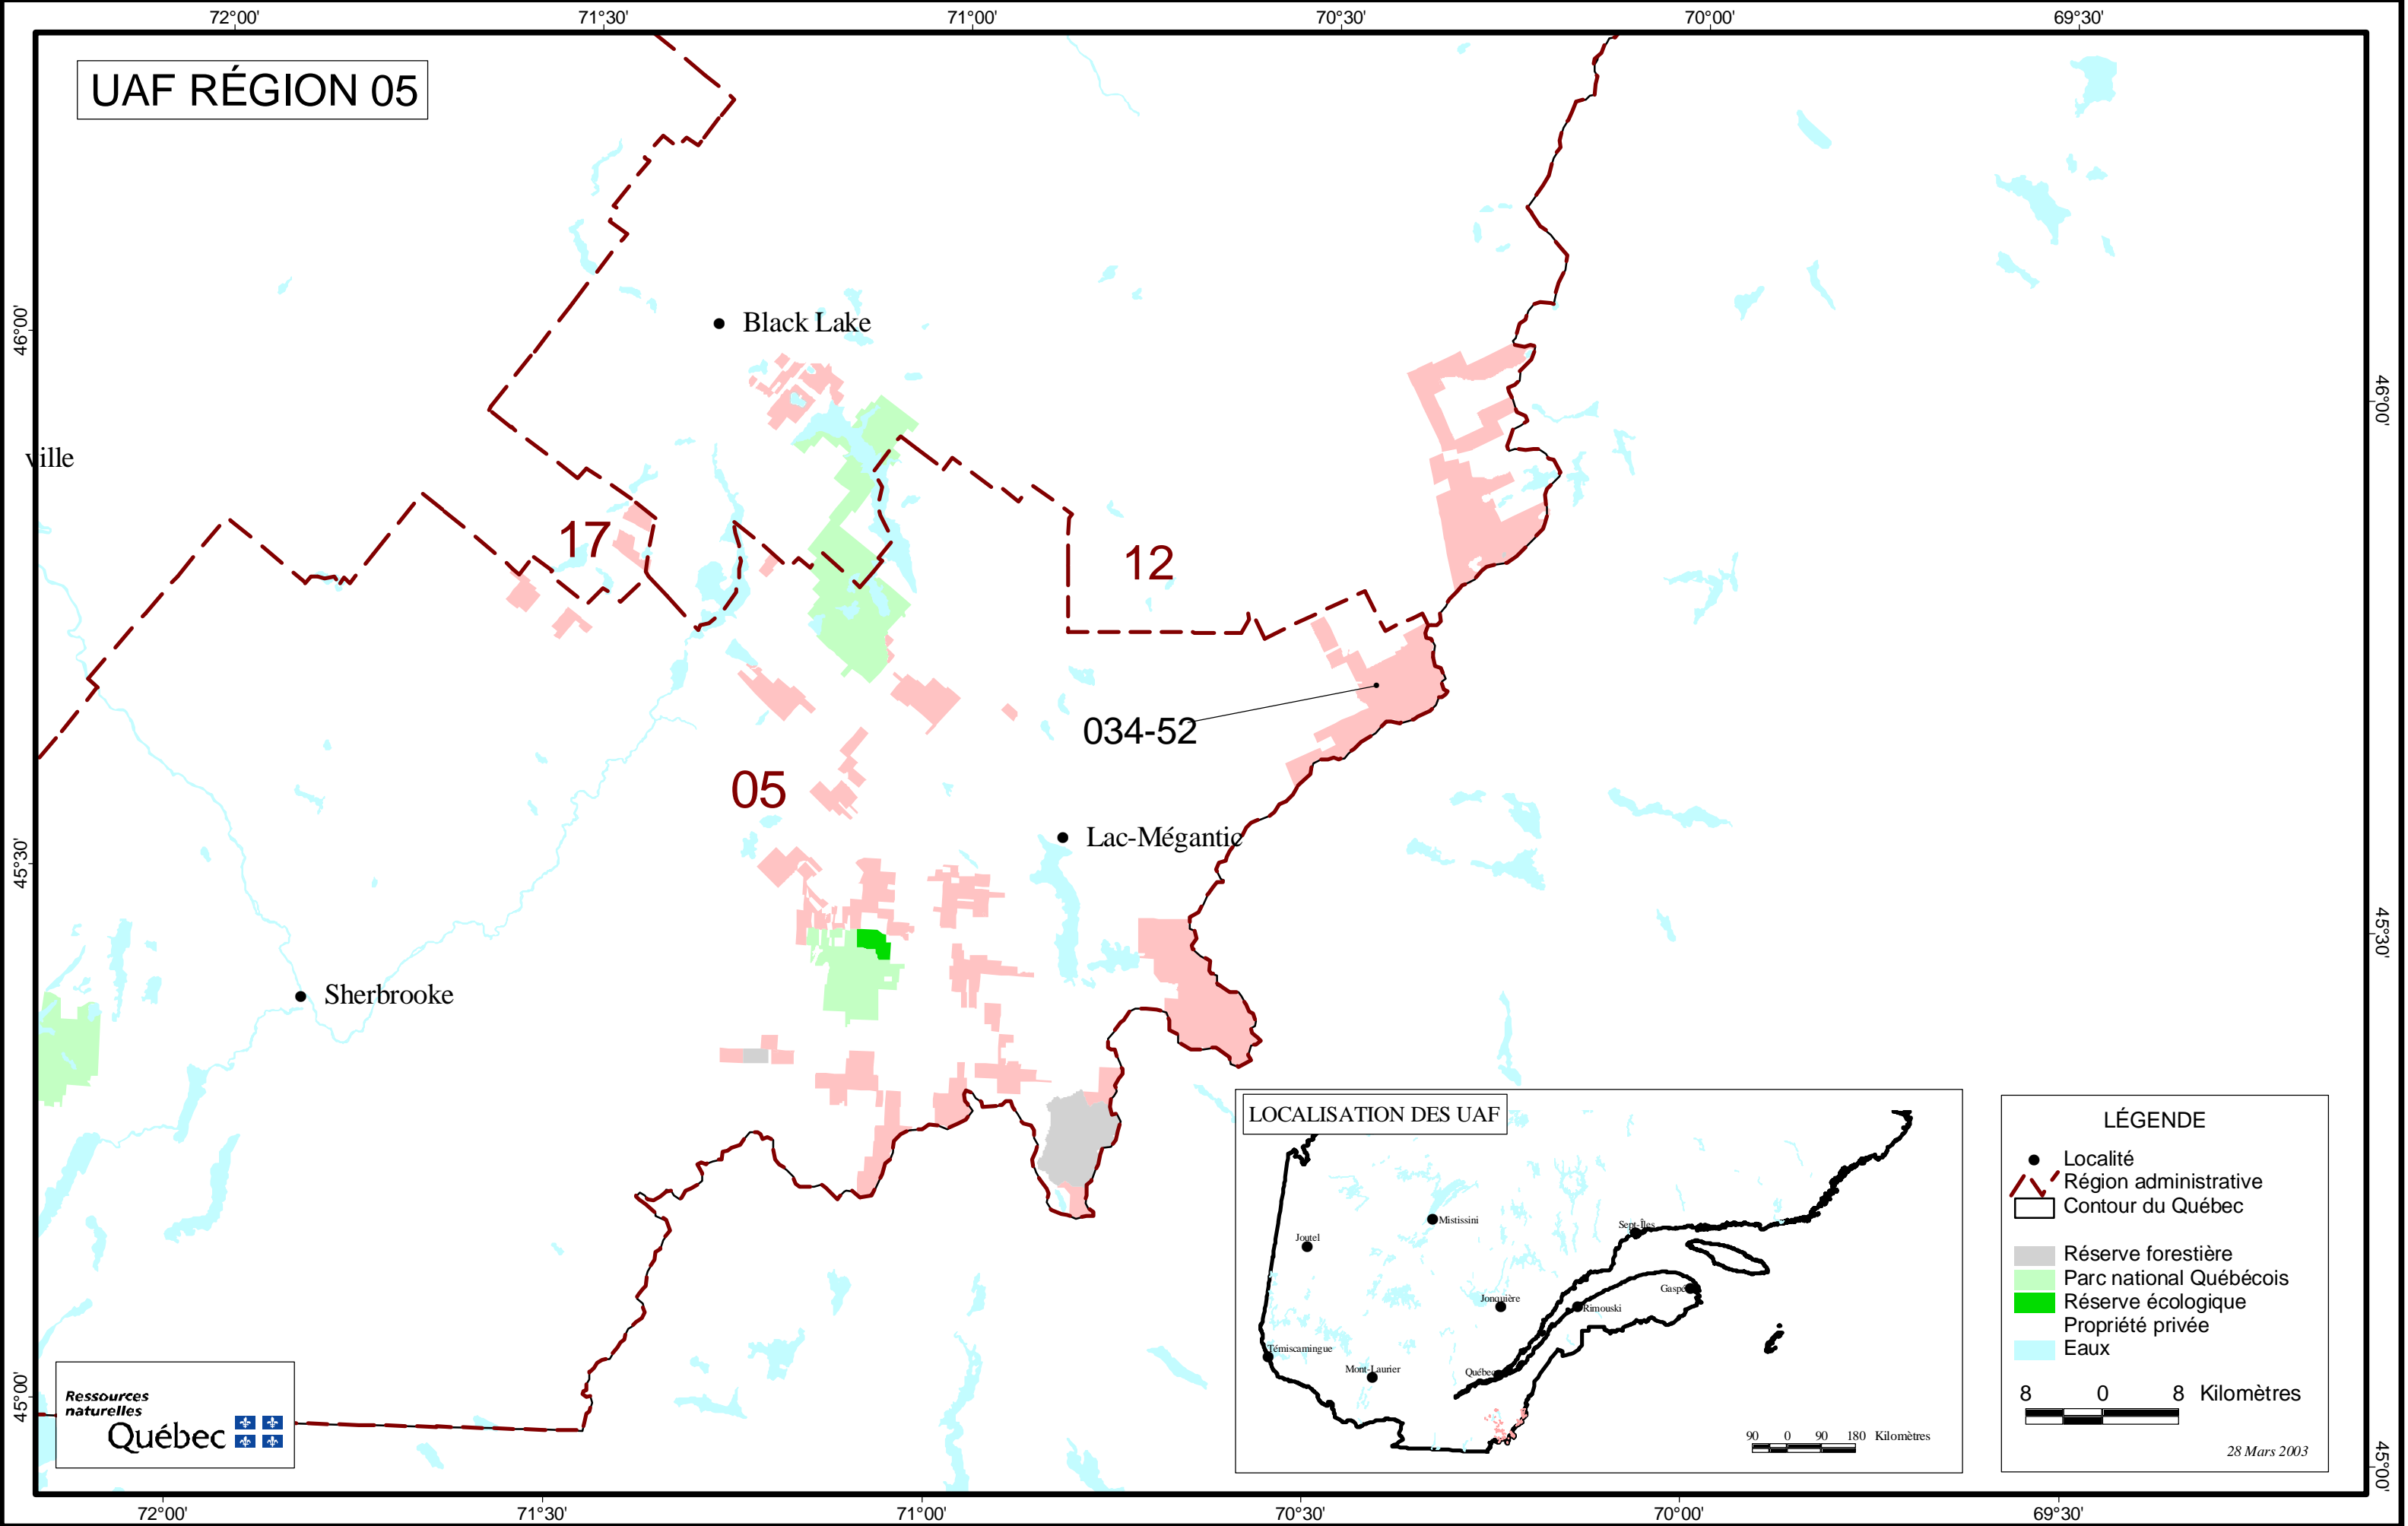 72°00' 71°30' 71°00' 70°30' 70°00' 69°30'
UAF RÉGION 05
46°00'
Black Lake
46°00'
ville
17
12
034-52
05
Lac-Mégantic
45°30'
45°30'
Sherbrooke
LOCALISATION DES UAF
Mistissini
Sept-Îles
Joutel
Gaspé
Jonquière
Rimouski
Témiscamingue
Mont-Laurier
Québec
90 0 90 180 Kilomètres
LÉGENDE
Localité
Région administrative
Contour du Québec
Réserve forestière
Parc national Québécois
Réserve écologique
Propriété privée
Eaux
8 0 8 Kilomètres
28 Mars 2003
45°00'
Ressources
naturelles
Québec
45°00'
72°00' 71°30' 71°00' 70°30' 70°00' 69°30'